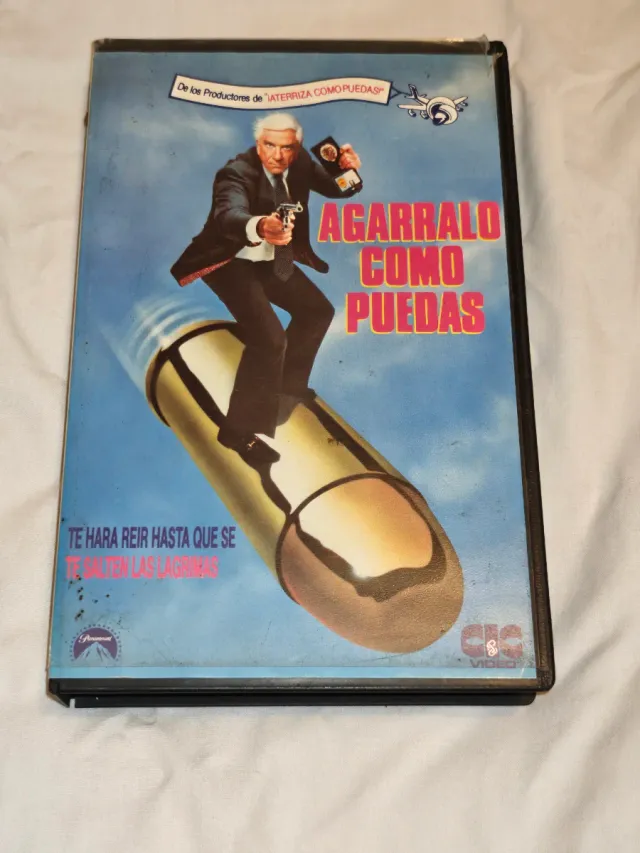 De los Productores de "¡ATERRIZA COMO PUEDAS!"
AGARRALO
COMO
PUEDAS
TE HARA REIR HASTA QUE SE
TE SALTEN LAS LAGRIMAS
Paramount
CIC
VIDEO